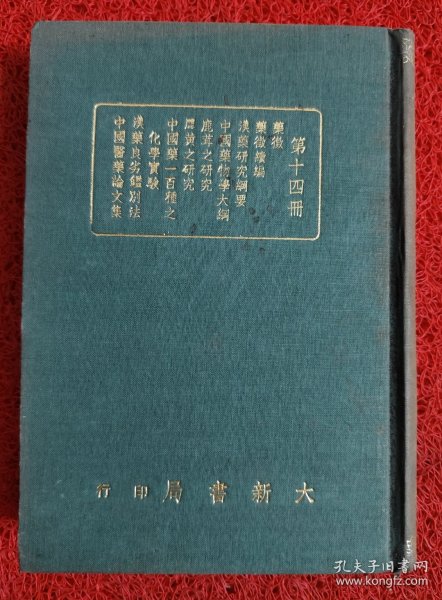 第十四冊
藥徵
藥徵續編
漢藥研究綱要
中國藥物學大綱
鹿茸之研究
犀黃之研究
中國藥一百種之
化學實驗
漢藥良劣鑑別法
中國醫藥論文集
大新書局印行
孔夫子旧书网
www.kongfz.com